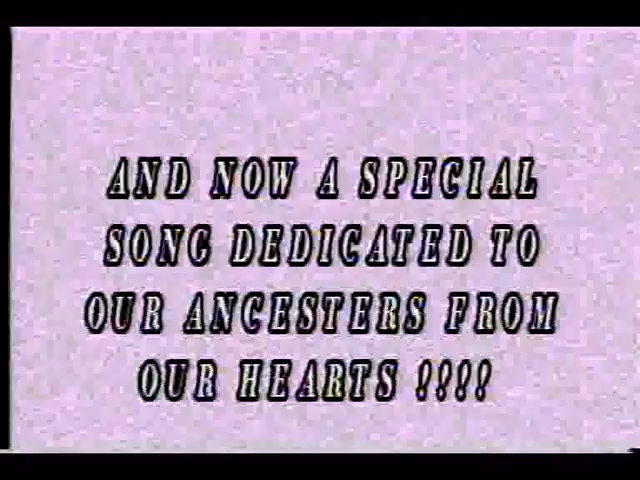 AND NOW A SPECIAL
SONG DEDICATED TO
OUR ANCESTERS FROM
OUR HEARTS !!!!